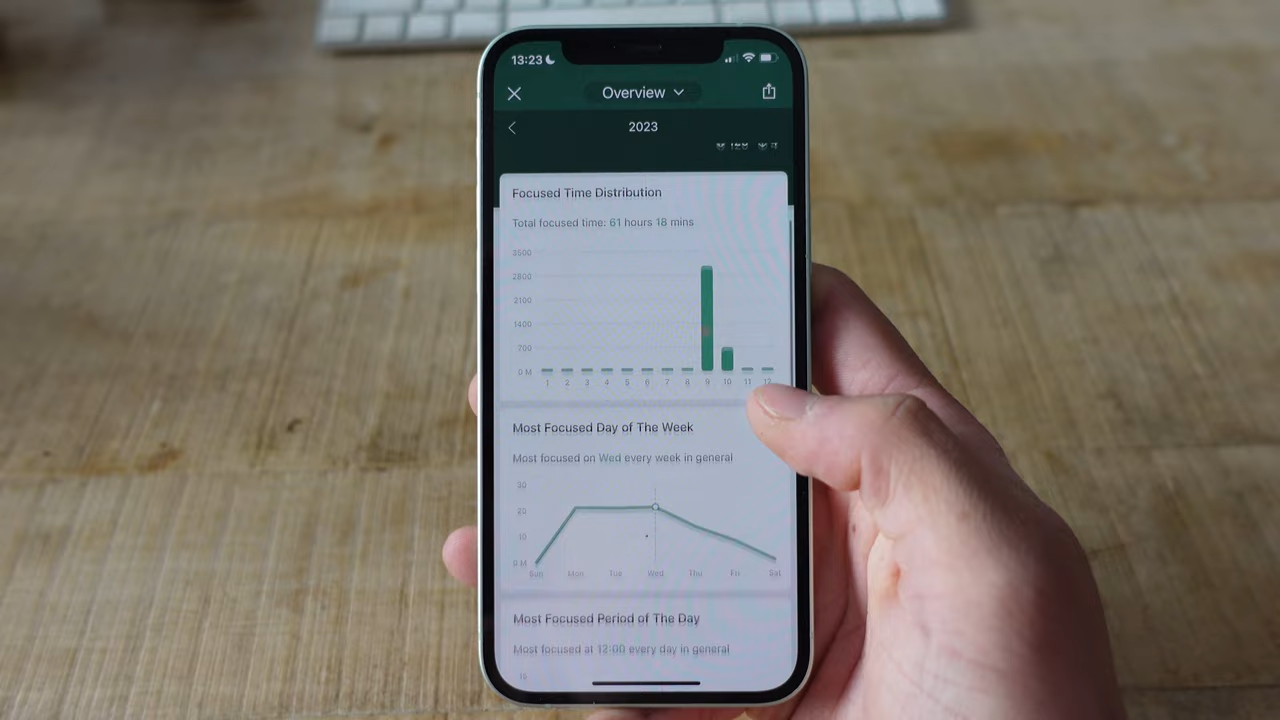 13:23
Overview
2023
Focused Time Distribution
Total focused time: 61 hours 18 mins
3500
2800
2100
1400
700
0 M
1 2 3 4 5 6 7 8 9 10 11 12
Most Focused Day of The Week
Most focused on Wed every week in general
30
20
10
0 M
Sun Mon Tue Wed Thu Fri Sat
Most Focused Period of The Day
Most focused at 12:00 every day in general
15